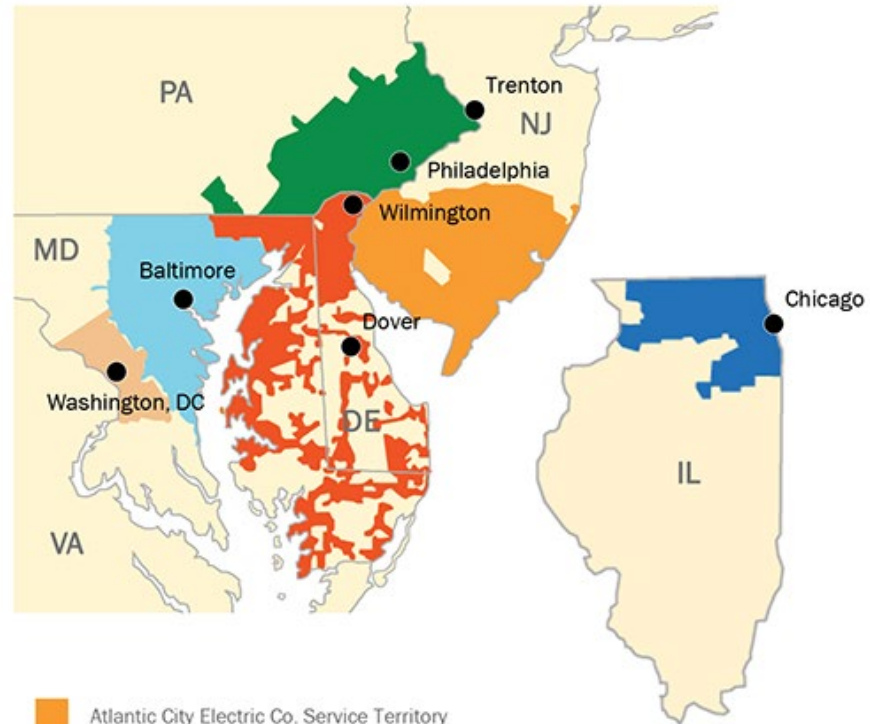 PA
Trenton
NJ
Philadelphia
Wilmington
MD
Baltimore
Chicago
Dover
Washington, DC
DE
IL
VA
Atlantic City Electric Co. Service Territory